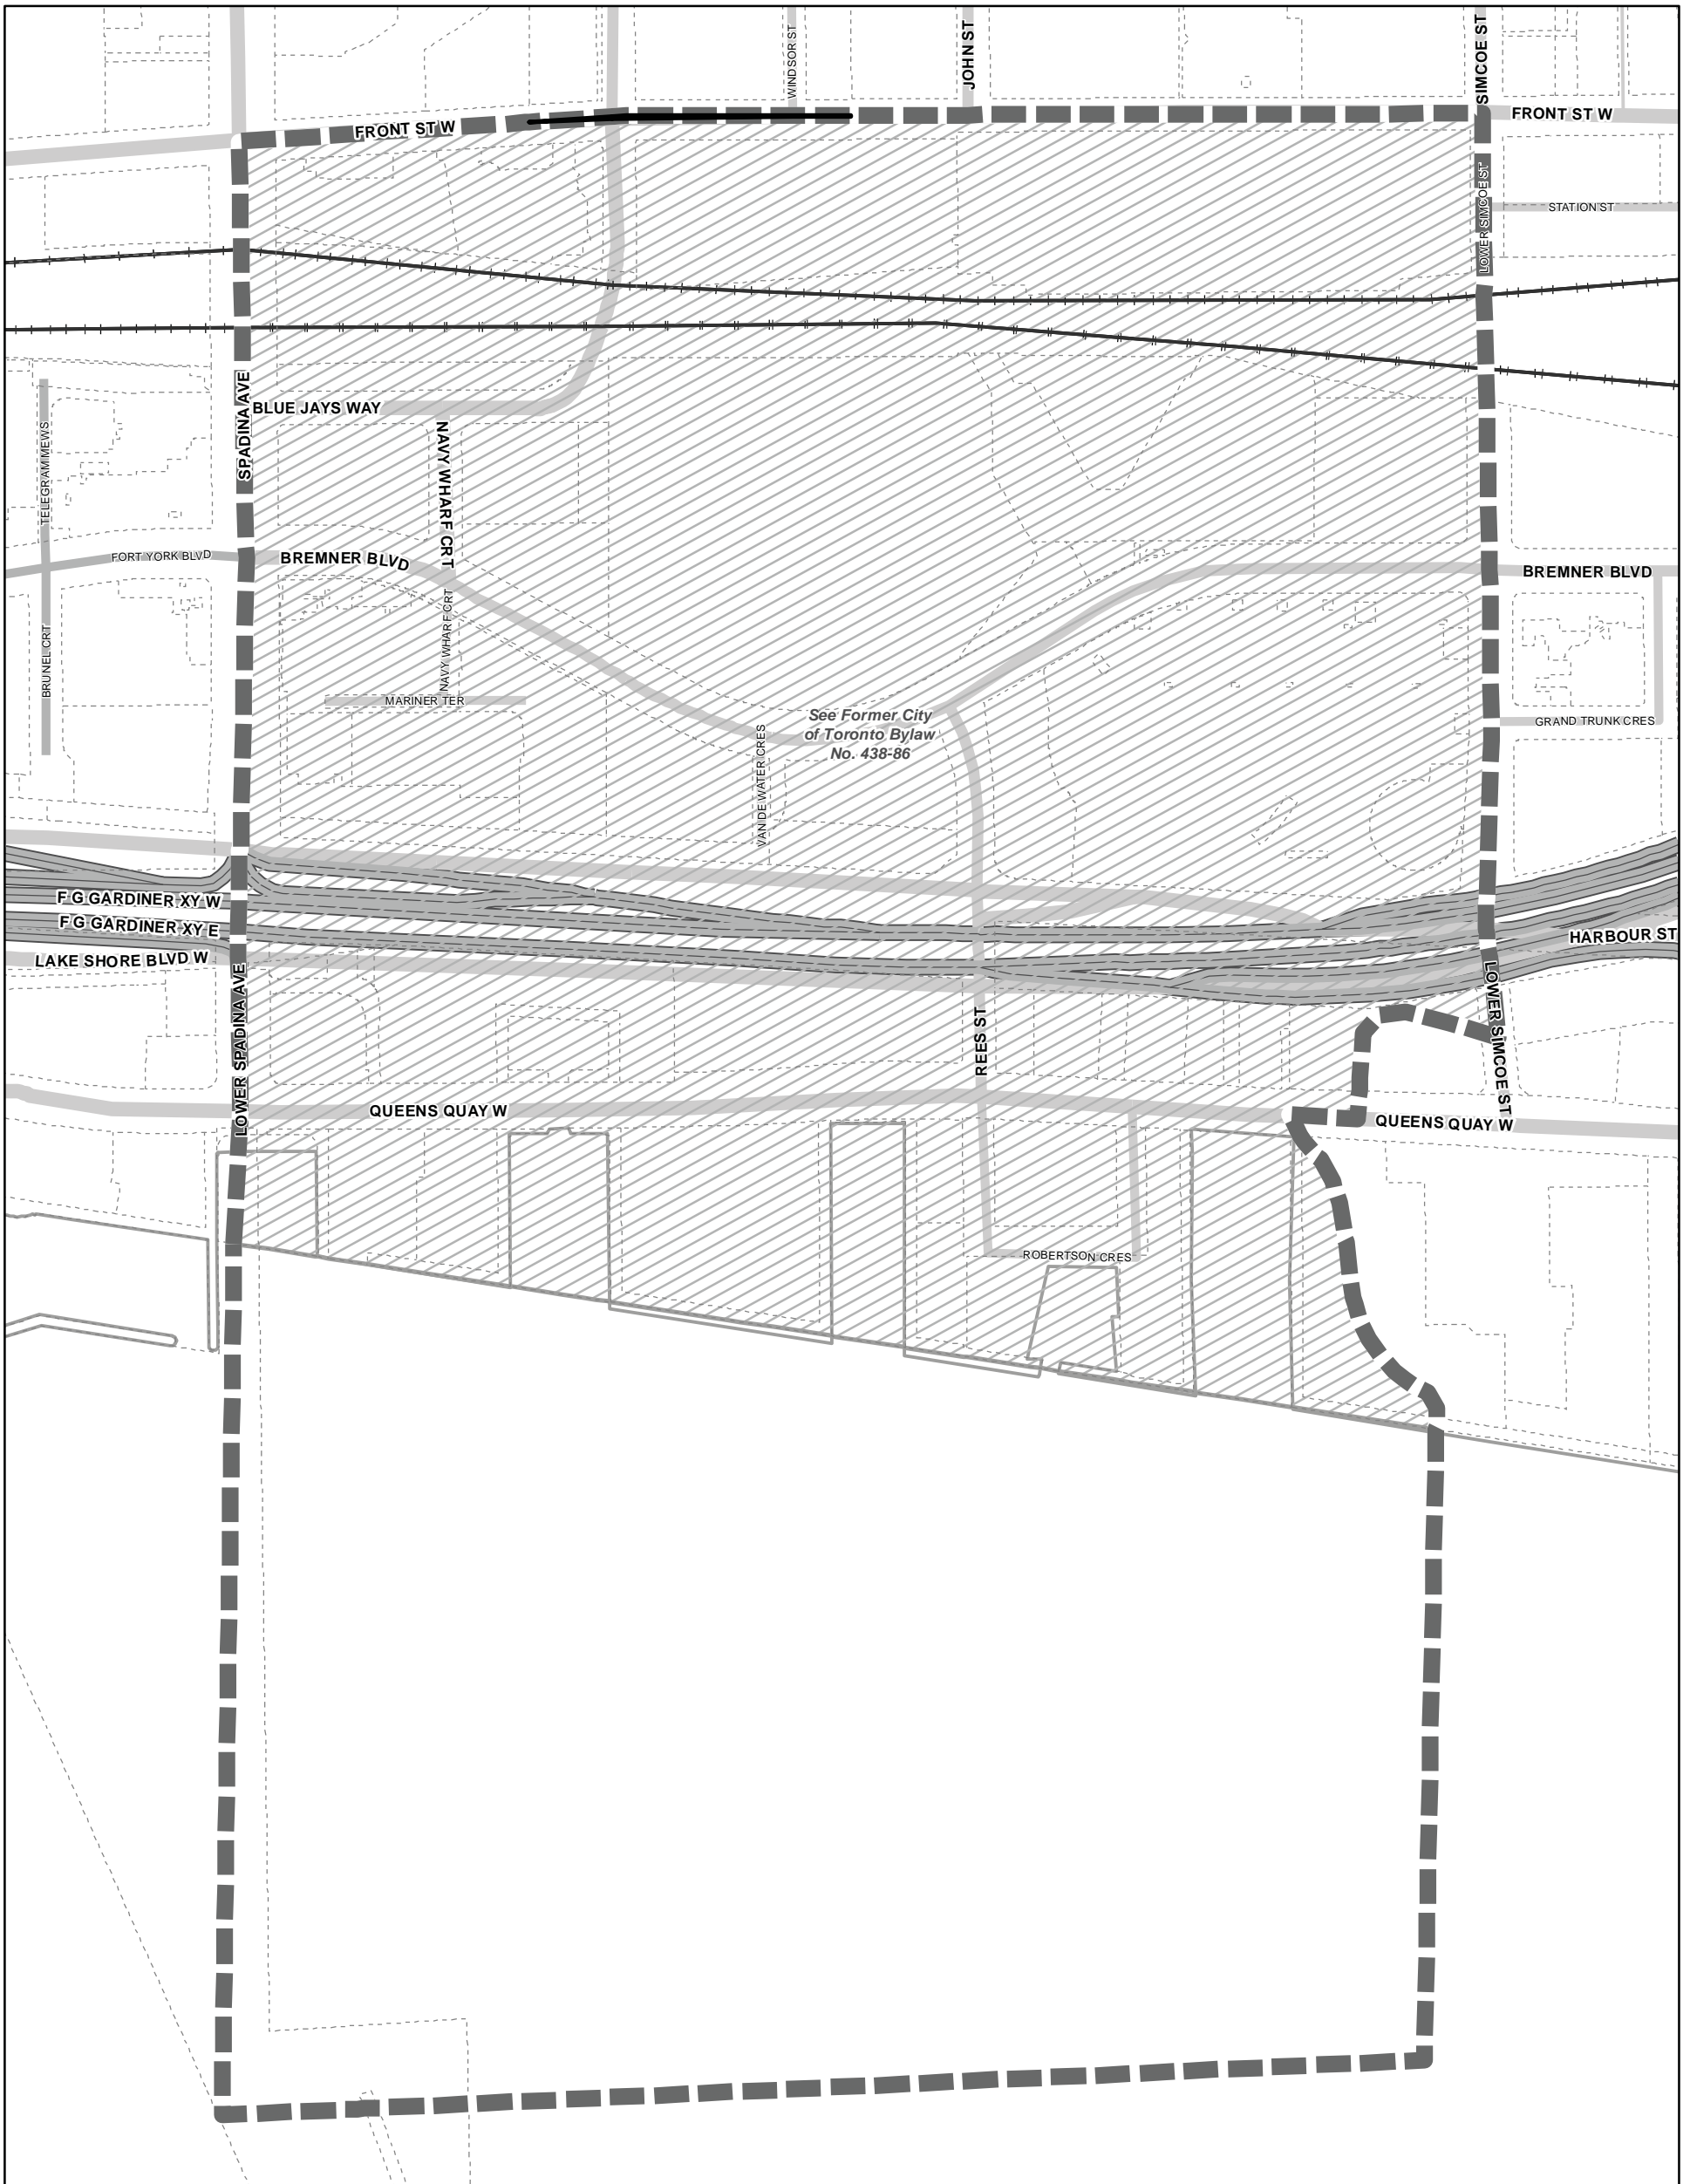 WINDSOR ST
JOHN ST
SIMCOE ST
FRONT ST W
FRONT ST W
LOWER SIMCOE ST
STATION ST
SPADINA AVE
BLUE JAYS WAY
TELEGRAM MEWS
NAVY WHARF CRT
FORT YORK BLVD
BREMNER BLVD
BREMNER BLVD
BRUNEL CRT
NAVY WHARF CRT
MARINER TER
See Former City
of Toronto Bylaw
No. 438-86
VAN DE WATER CRES
GRAND TRUNK CRES
F G GARDINER XY W
F G GARDINER XY E
LAKE SHORE BLVD W
HARBOUR ST
LOWER SPADINA AVE
REES ST
LOWER SIMCOE ST
QUEENS QUAY W
QUEENS QUAY W
ROBERTSON CRES